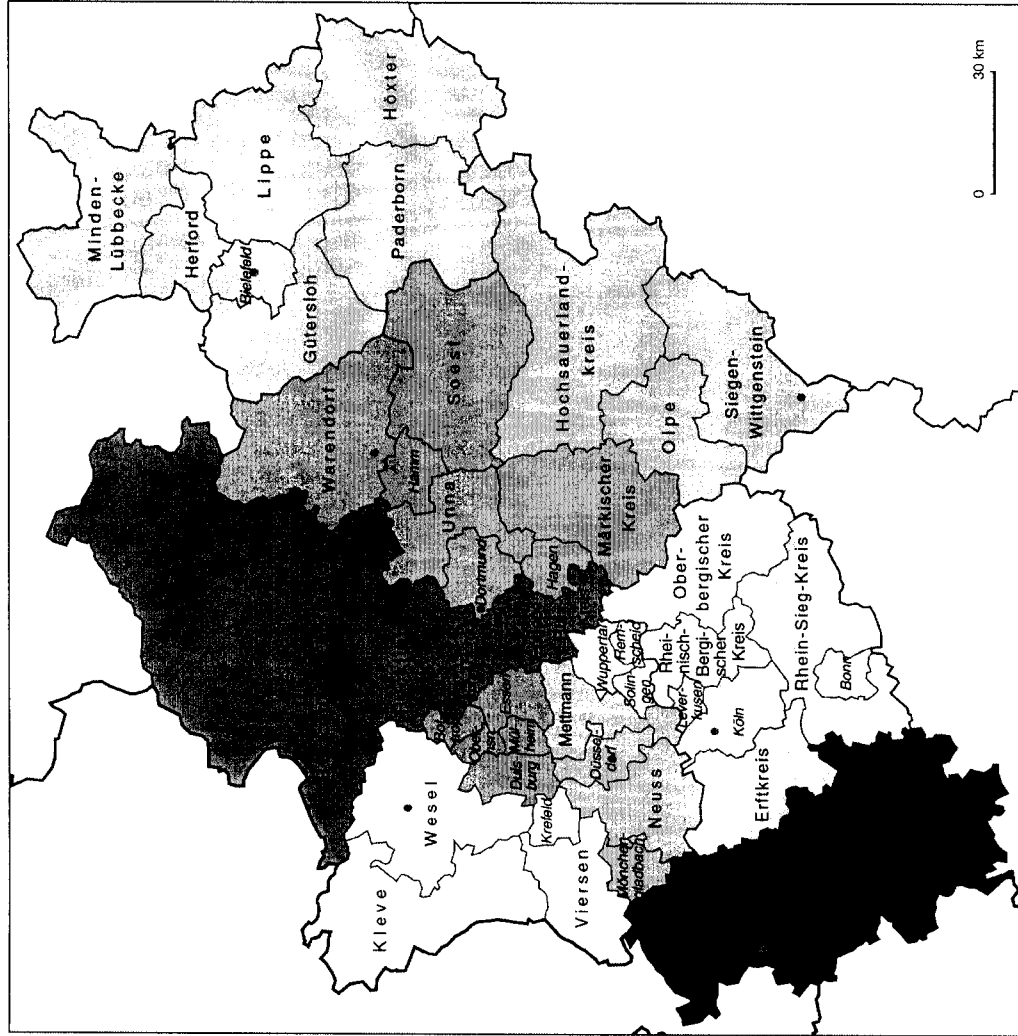 Minden-
Lübbecke
Herford
Bielefeld
Lippe
Höxter
Gütersloh
Paderborn
Warendorf
Soest
Hamm
Unna
Dortmund
Hagen
Märkischer
Kreis
Hochsauerland-
kreis
Olpe
Siegen-
Wittgenstein
Kleve
Wesel
Duis-
burg
Mül-
heim
Essen
Krefeld
Viersen
Mönchen
gladbach
Neuss
Düssel-
dorf
Mettmann
Wuppertal
Rem-
scheid
Solin-
gen
Lever-
kusen
Rhei-
nisch-
Bergi-
scher
Kreis
Ober-
bergischer
Kreis
Köln
Erftkreis
Rhein-Sieg-Kreis
Bonn
0 30 km